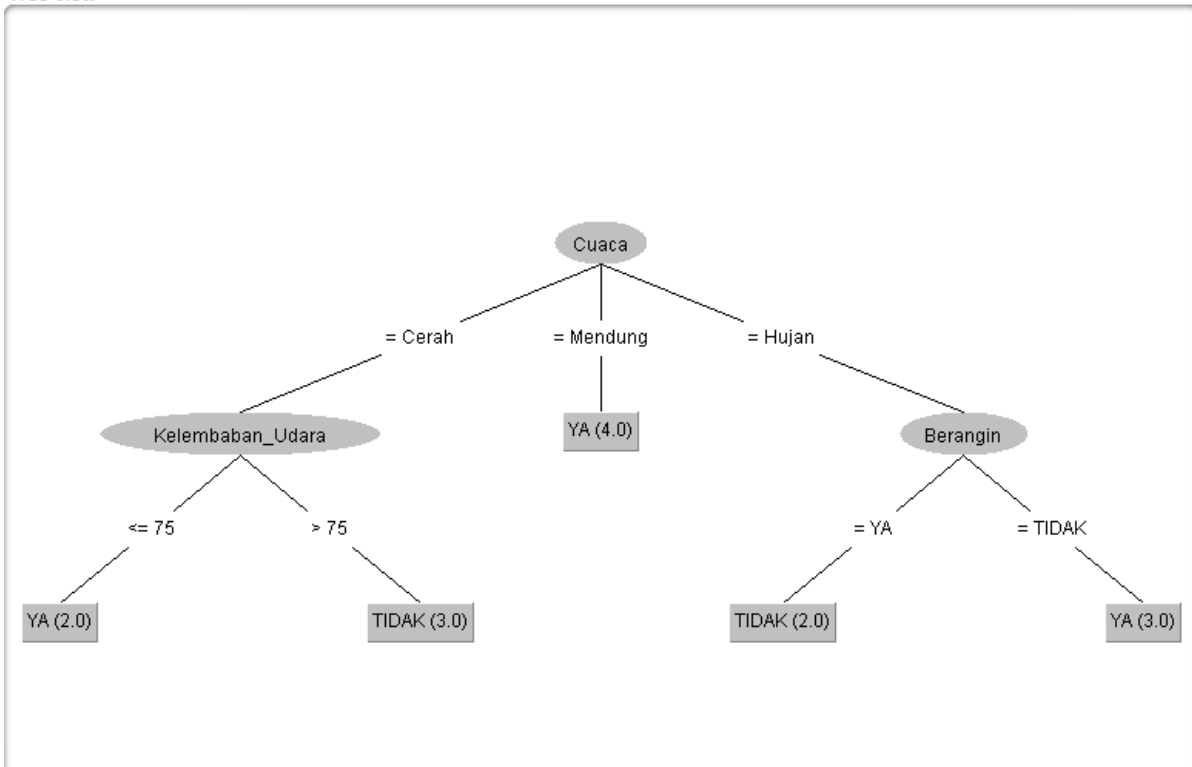 Cuaca
= Cerah
= Mendung
= Hujan
Kelembaban_Udara
YA (4.0)
Berangin
<= 75
> 75
= YA
= TIDAK
YA (2.0)
TIDAK (3.0)
TIDAK (2.0)
YA (3.0)